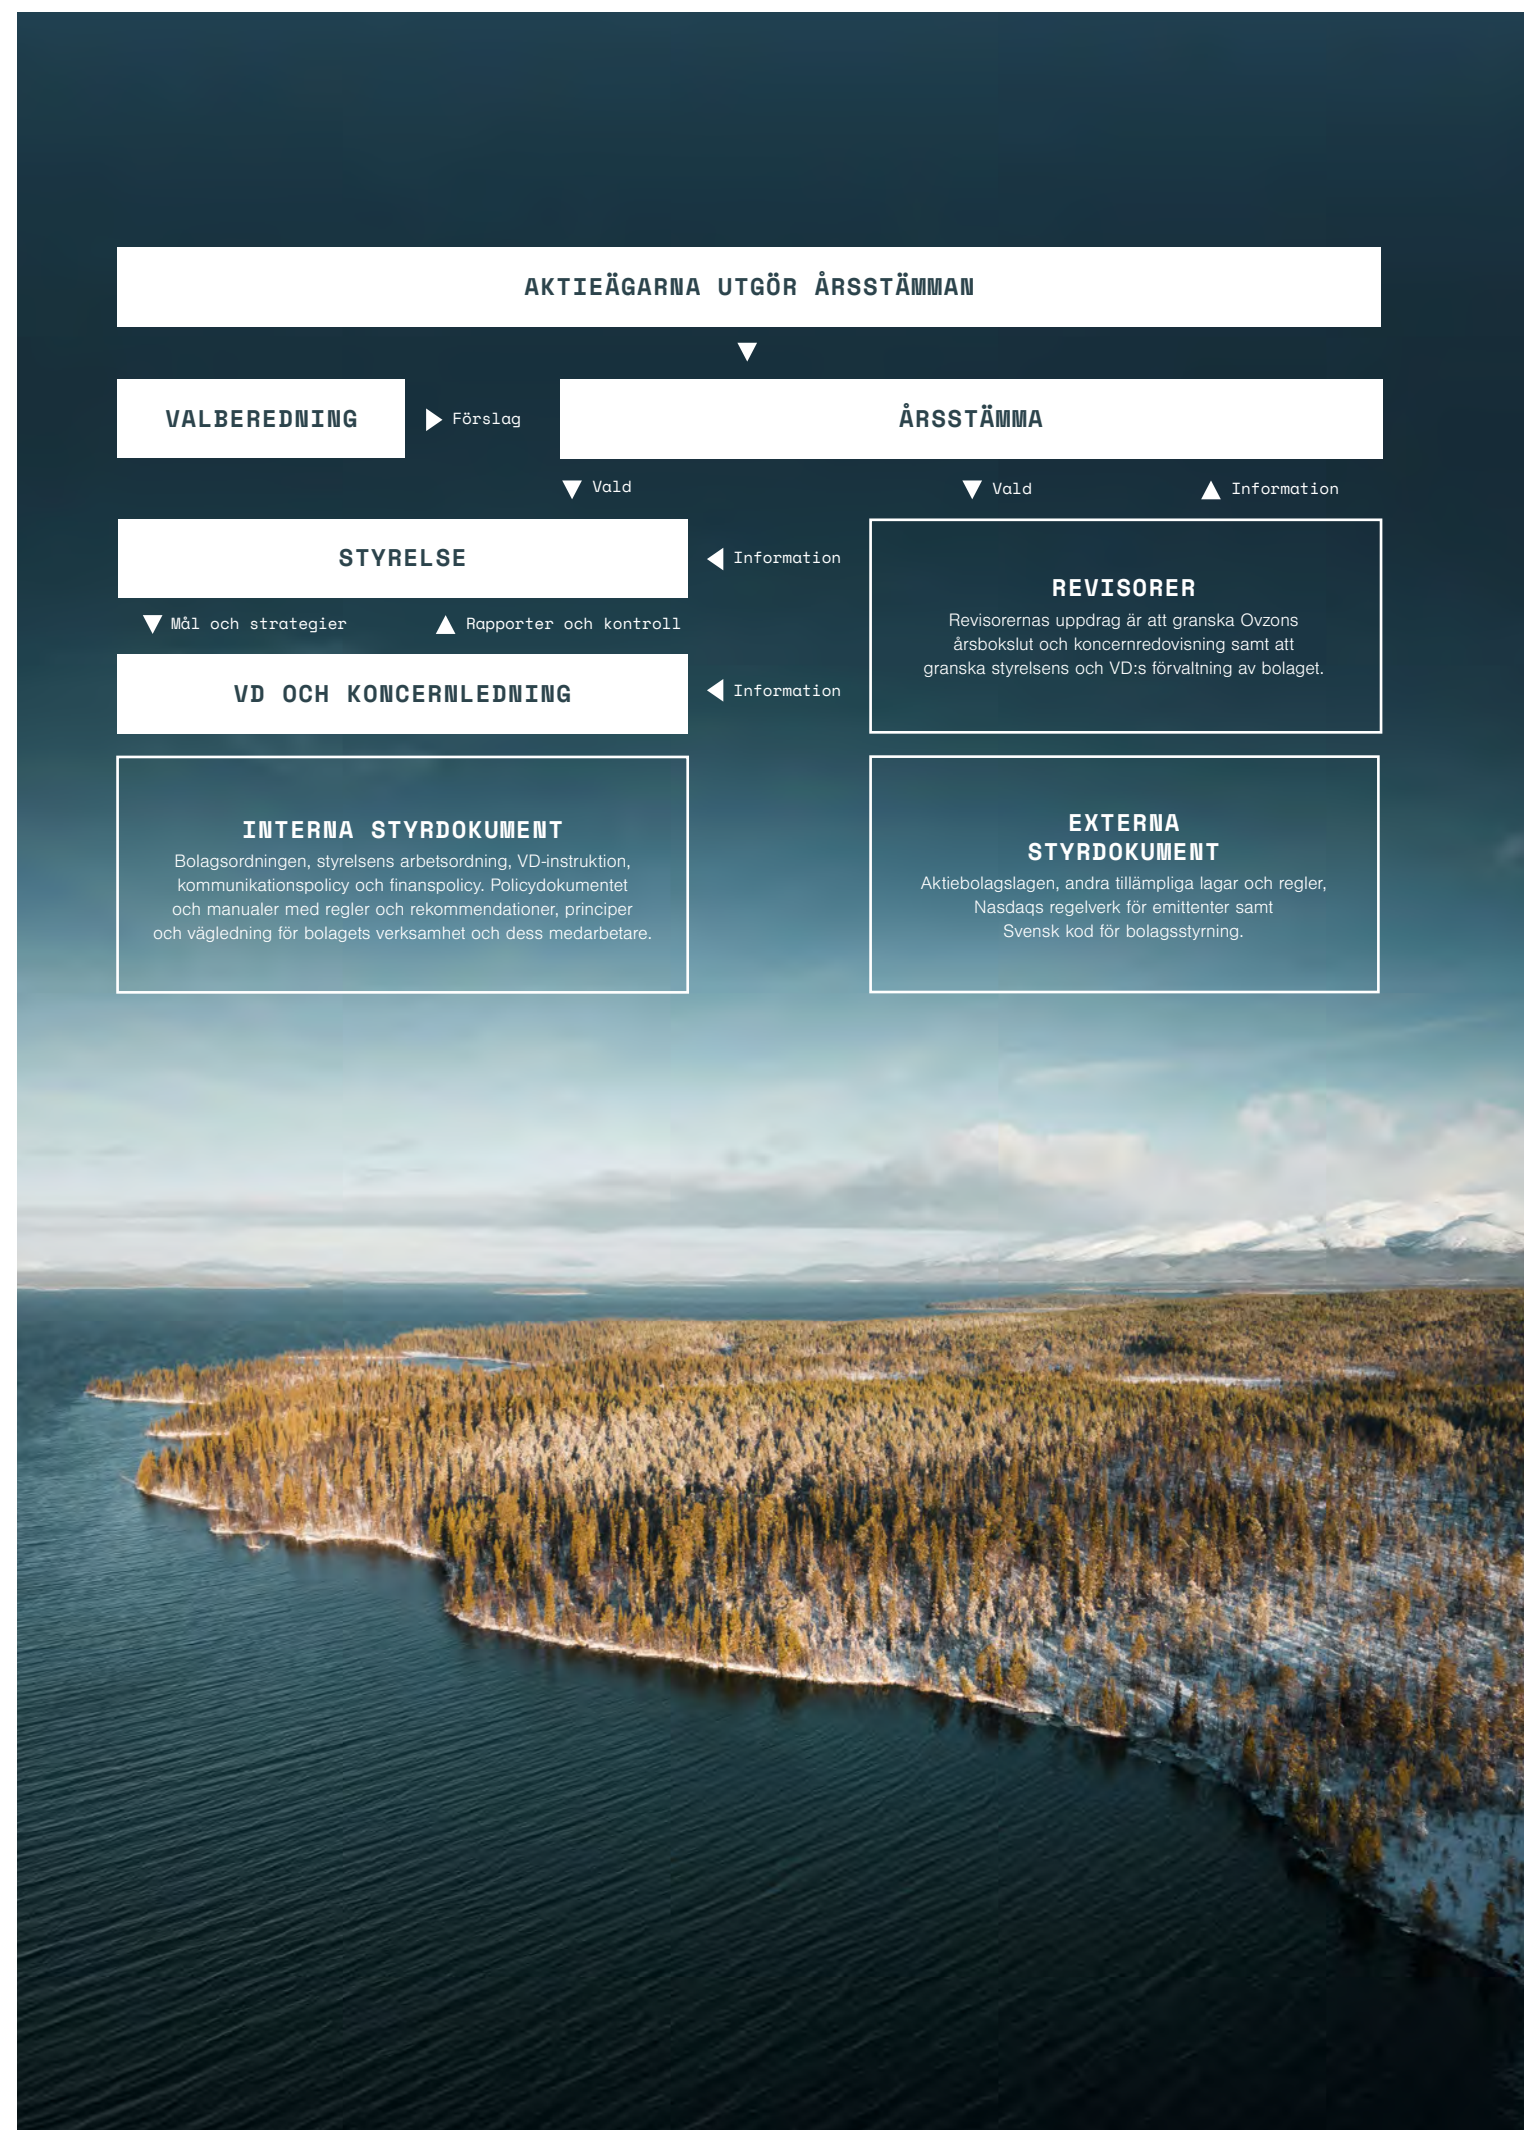 AKTIEÄGARNA UTGÖR ÅRSSTÄMMAN
VALBEREDNING
Förslag
ÅRSSTÄMMA
Vald
Vald
Information
STYRELSE
Information
Mål och strategier
Rapporter och kontroll
VD OCH KONCERNLEDNING
Information
REVISORER
Revisorernas uppdrag är att granska Ovzons
årsbokslut och koncernredovisning samt att
granska styrelsens och VD:s förvaltning av bolaget.
INTERNA STYRDOKUMENT
Bolagsordningen, styrelsens arbetsordning, VD-instruktion,
kommunikationspolicy och finanspolicy. Policydokumentet
och manualer med regler och rekommendationer, principer
och vägledning för bolagets verksamhet och dess medarbetare.
EXTERNA
STYRDOKUMENT
Aktiebolagslagen, andra tillämpliga lagar och regler,
Nasdaqs regelverk för emittenter samt
Svensk kod för bolagsstyrning.